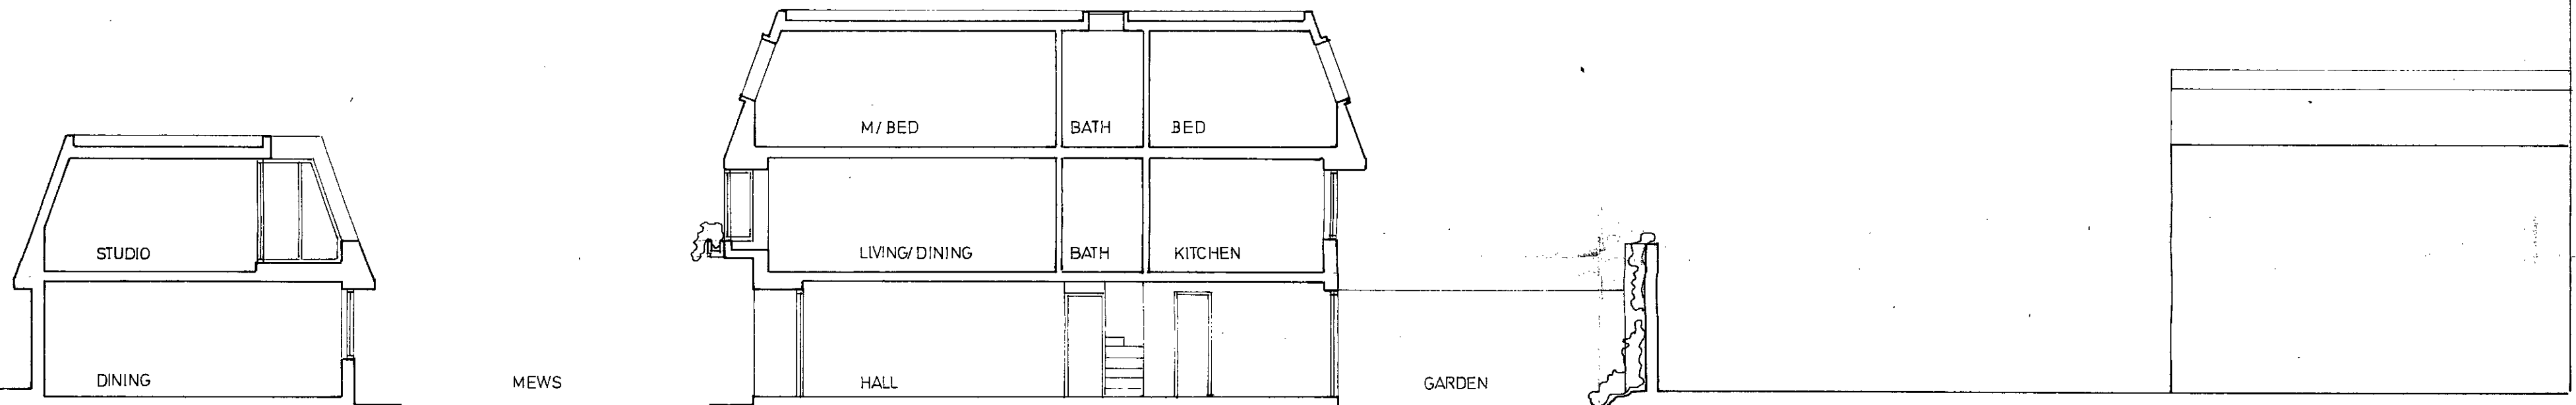 M/BED BATH BED
STUDIO LIVING/DINING BATH KITCHEN
DINING MEWS HALL GARDEN